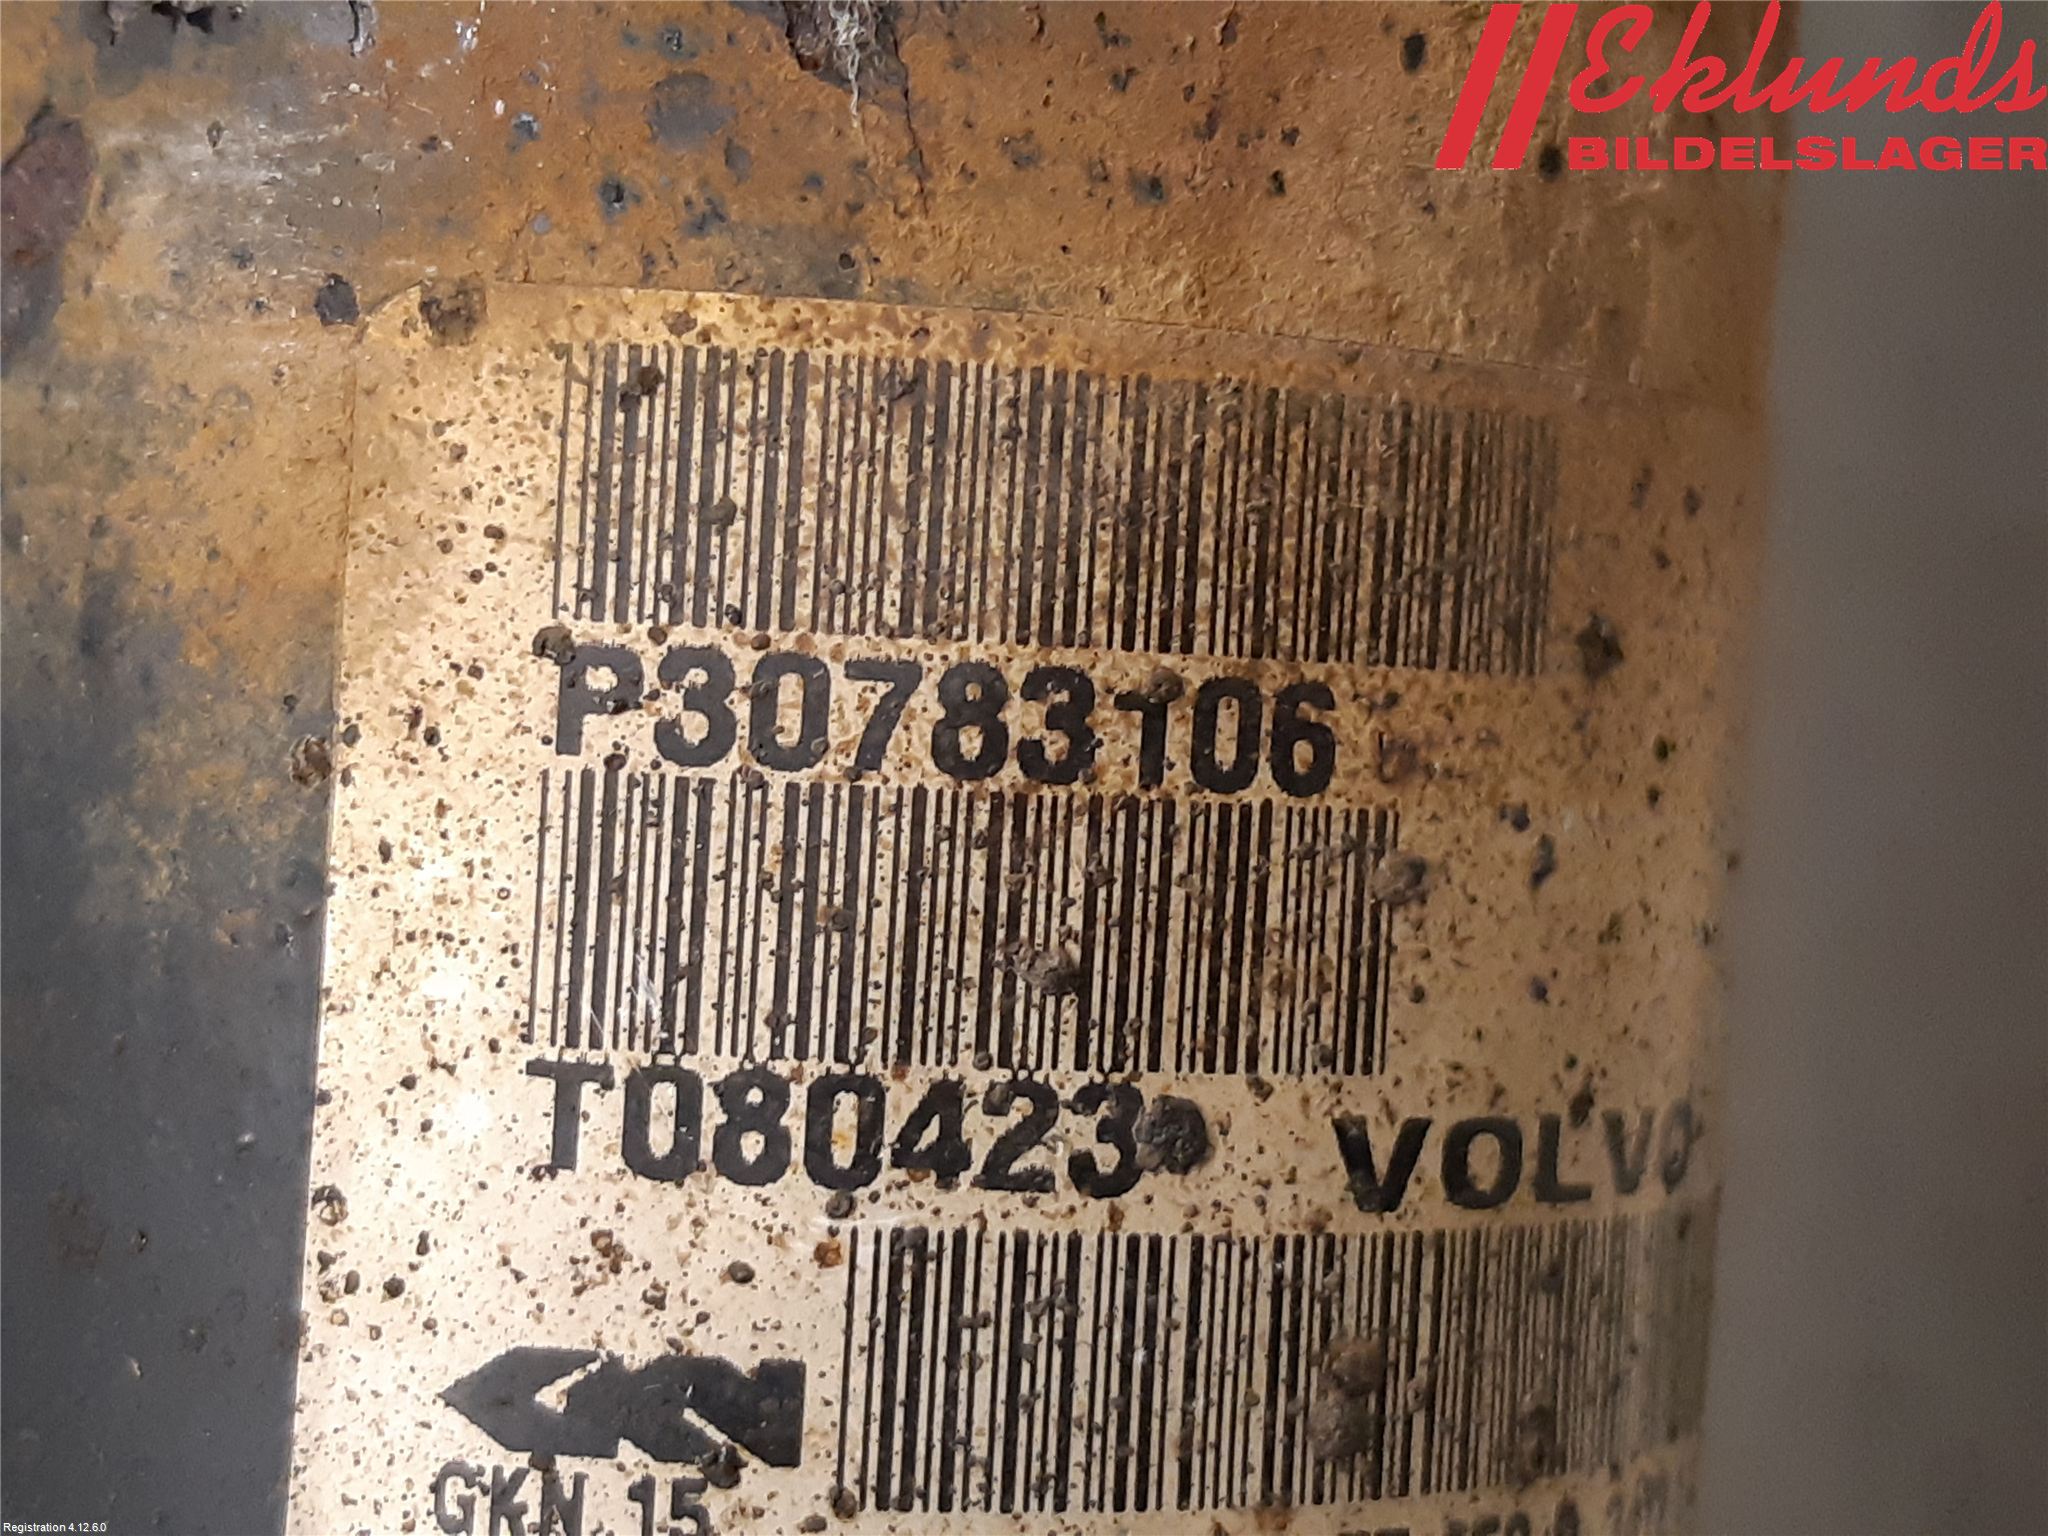 Eklunds
BILDELSLAGER
P30783106
T080423
VOLVO
GKN 15
Registration 4.12.6.0